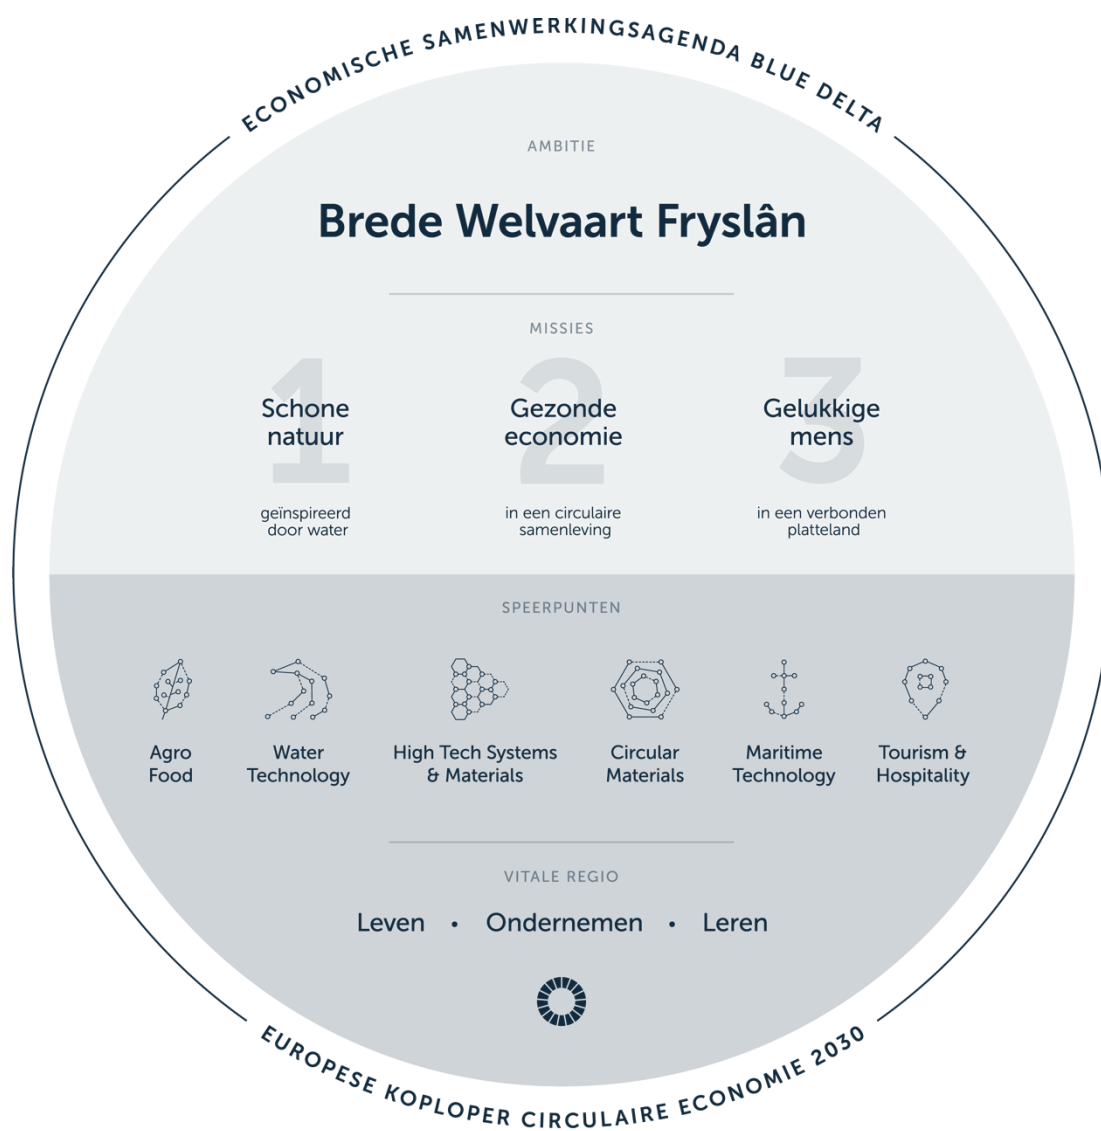 ECONOMISCHE SAMENWERKINGSAGENDA BLUE DELTA
AMBITIE
Brede Welvaart Fryslân
MISSIES
1
Schone
natuur
geïnspireerd
door water
2
Gezonde
economie
in een circulaire
samenleving
3
Gelukkige
mens
in een verbonden
platteland
SPEERPUNTEN
Agro
Food
Water
Technology
High Tech Systems
& Materials
Circular
Materials
Maritime
Technology
Tourism &
Hospitality
VITALE REGIO
Leven • Ondernemen • Leren
EUROPESE KOPLOPER CIRCULAIRE ECONOMIE 2030